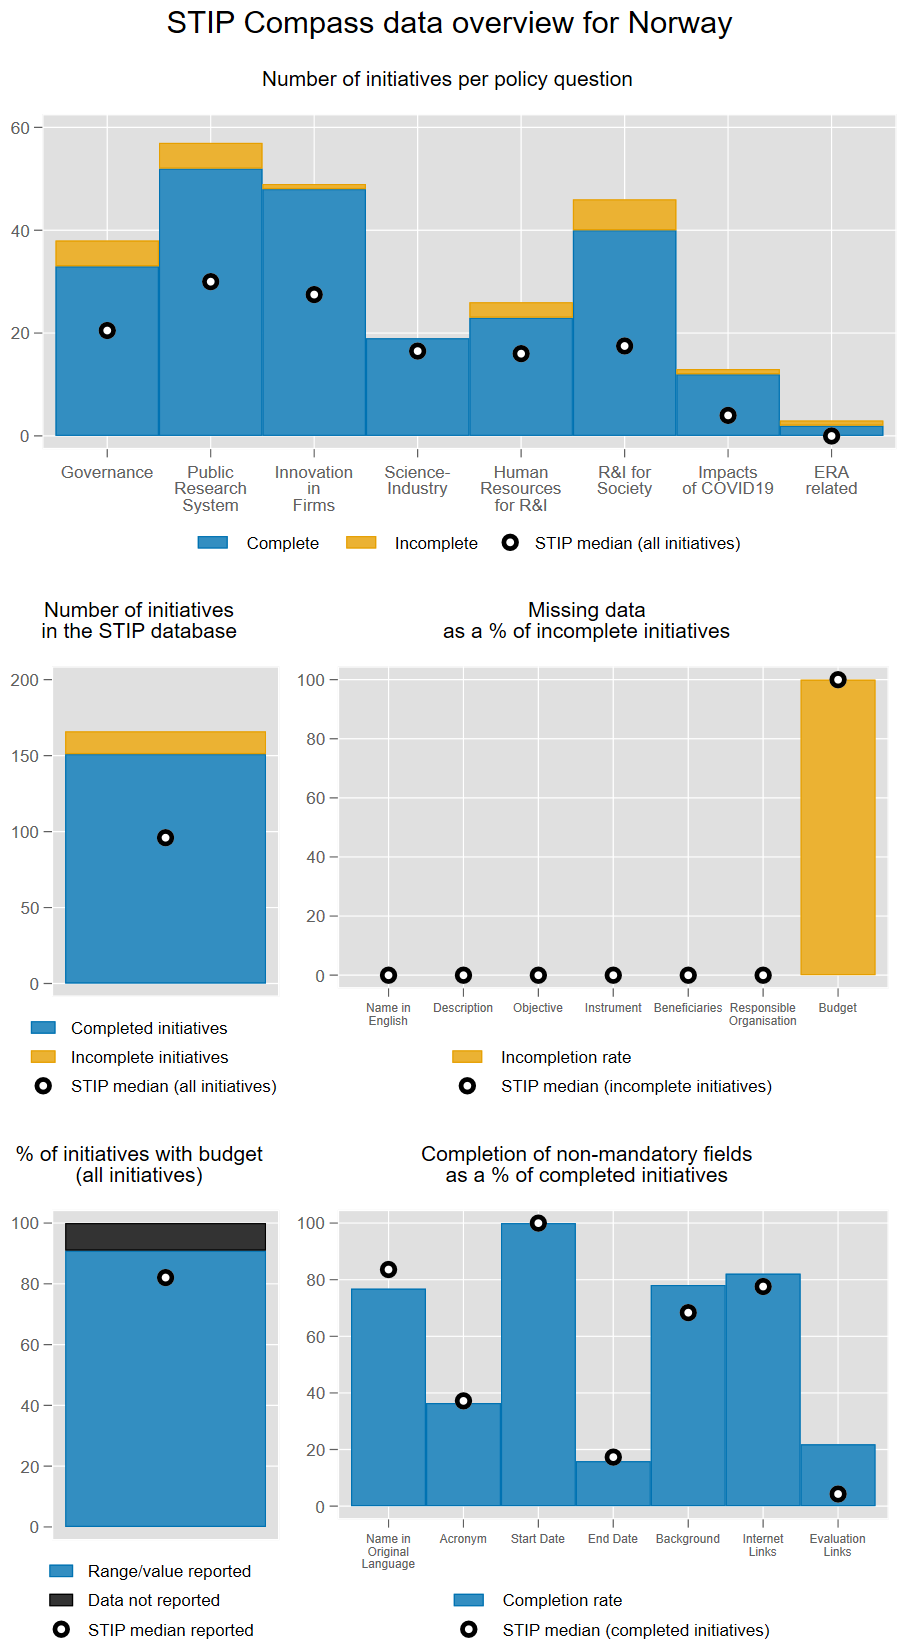 STIP Compass data overview for Norway
Number of initiatives per policy question
60
40
20
0
Governance
Public
Research
System
Innovation
in
Firms
Science-
Industry
Human
Resources
for R&I
R&I for
Society
Impacts
of COVID19
ERA
related
Complete
Incomplete
STIP median (all initiatives)
Number of initiatives
in the STIP database
200
150
100
50
0
Completed initiatives
Incomplete initiatives
STIP median (all initiatives)
Missing data
as a % of incomplete initiatives
100
80
60
40
20
0
Name in
English
Description
Objective
Instrument
Beneficiaries
Responsible
Organisation
Budget
Incompletion rate
STIP median (incomplete initiatives)
% of initiatives with budget
(all initiatives)
100
80
60
40
20
0
Range/value reported
Data not reported
STIP median reported
Completion of non-mandatory fields
as a % of completed initiatives
100
80
60
40
20
0
Name in
Original
Language
Acronym
Start Date
End Date
Background
Internet
Links
Evaluation
Links
Completion rate
STIP median (completed initiatives)